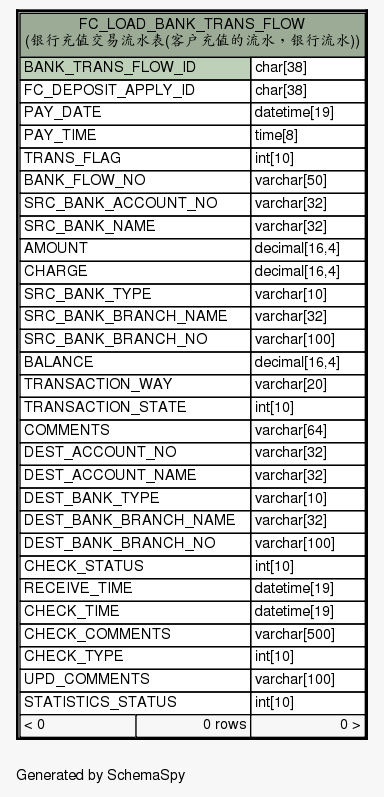 FC_LOAD_BANK_TRANS_FLOW
(银行充值交易流水表(客户充值的流水，银行流水))
BANK_TRANS_FLOW_ID char[38]
FC_DEPOSIT_APPLY_ID char[38]
PAY_DATE datetime[19]
PAY_TIME time[8]
TRANS_FLAG int[10]
BANK_FLOW_NO varchar[50]
SRC_BANK_ACCOUNT_NO varchar[32]
SRC_BANK_NAME varchar[32]
AMOUNT decimal[16,4]
CHARGE decimal[16,4]
SRC_BANK_TYPE varchar[10]
SRC_BANK_BRANCH_NAME varchar[32]
SRC_BANK_BRANCH_NO varchar[100]
BALANCE decimal[16,4]
TRANSACTION_WAY varchar[20]
TRANSACTION_STATE int[10]
COMMENTS varchar[64]
DEST_ACCOUNT_NO varchar[32]
DEST_ACCOUNT_NAME varchar[32]
DEST_BANK_TYPE varchar[10]
DEST_BANK_BRANCH_NAME varchar[32]
DEST_BANK_BRANCH_NO varchar[100]
CHECK_STATUS int[10]
RECEIVE_TIME datetime[19]
CHECK_TIME datetime[19]
CHECK_COMMENTS varchar[500]
CHECK_TYPE int[10]
UPD_COMMENTS varchar[100]
STATISTICS_STATUS int[10]
< 0 0 rows 0 >
Generated by SchemaSpy